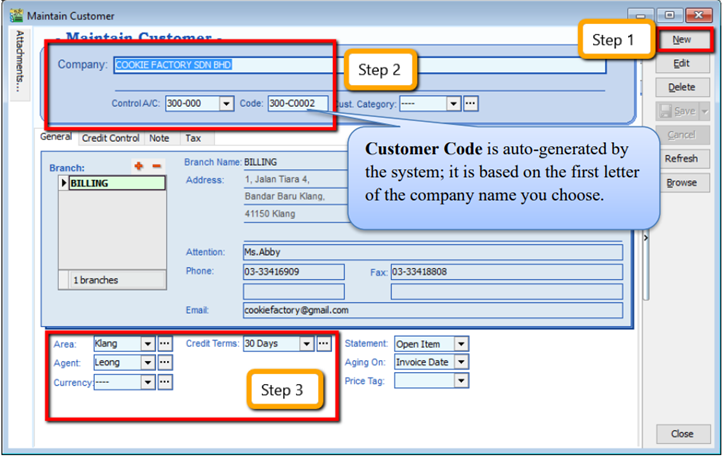 Maintain Customer
Attachments...
- Maintain Customer -
Step 1
New
Edit
Delete
Save
Cancel
Refresh
Browse
Close
Company: COOKIE FACTORY SDN BHD
Step 2
Control A/C: 300-000 Code: 300-C0002 Cust. Category: ----
General Credit Control Note Tax
Customer Code is auto-generated by
the system; it is based on the first letter
of the company name you choose.
Branch:
BILLING
1 branches
Branch Name: BILLING
Address: 1, Jalan Tiara 4,
Bandar Baru Klang,
41150 Klang
Attention: Ms.Abby
Phone: 03-33416909 Fax: 03-33418808
Email: cookiefactory@gmail.com
Area: Klang Credit Terms: 30 Days Statement: Open Item
Agent: Leong Aging On: Invoice Date
Currency: ---- Price Tag:
Step 3